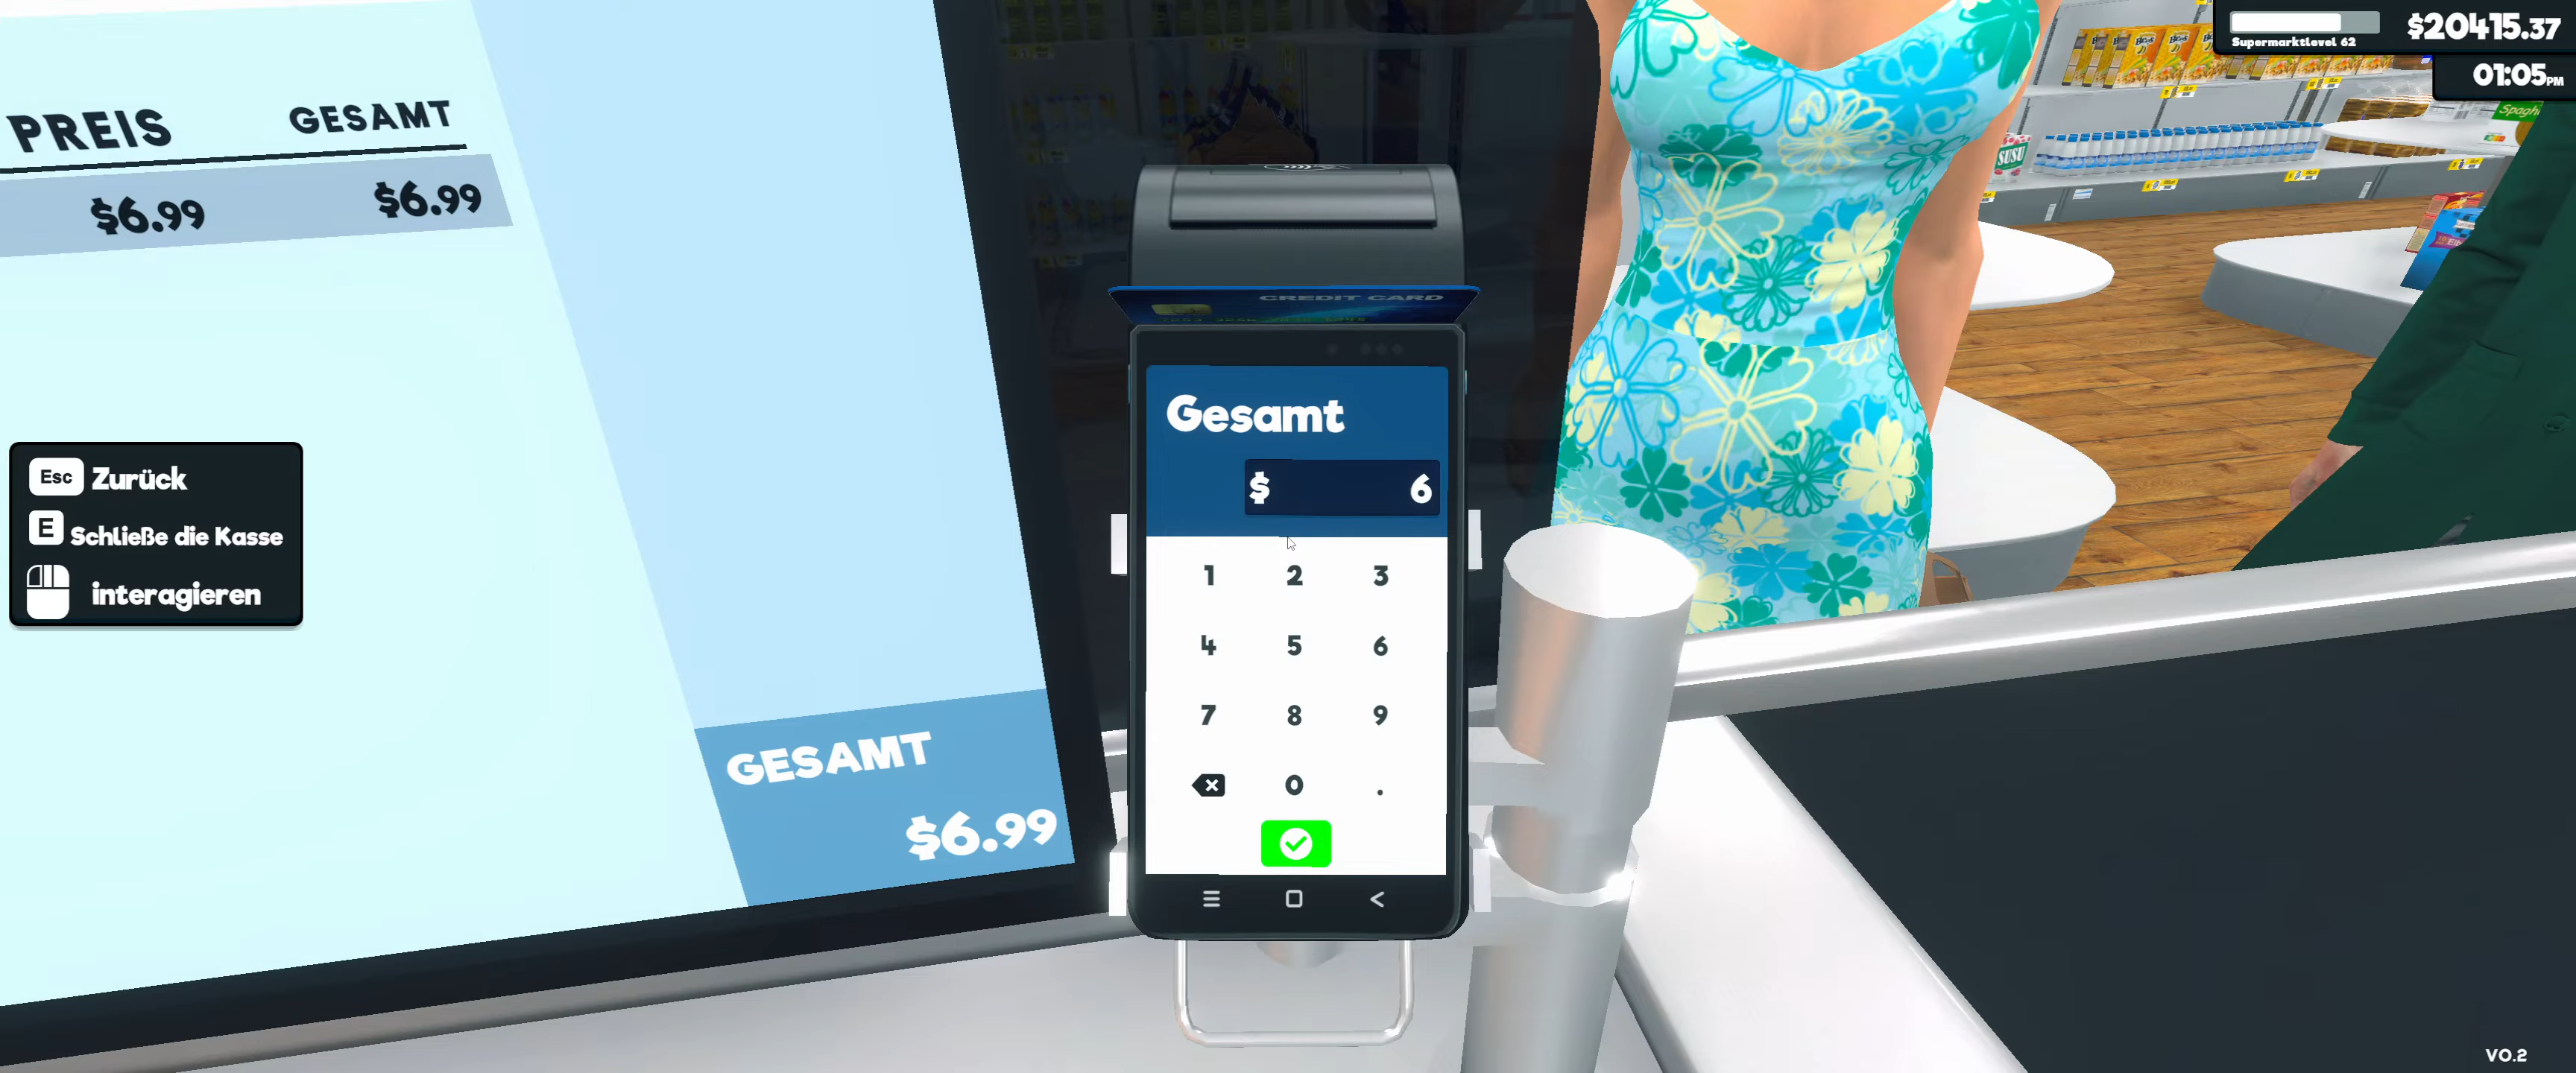 PREIS GESAMT
$6.99 $6.99
Esc Zurück
E Schließe die Kasse
interagieren
GESAMT
$6.99
CREDIT CARD
Gesamt
$ 6
1 2 3
4 5 6
7 8 9
0 .
$20415.37
Supermarktlevel 62
01:05PM
SUSU
V0.2